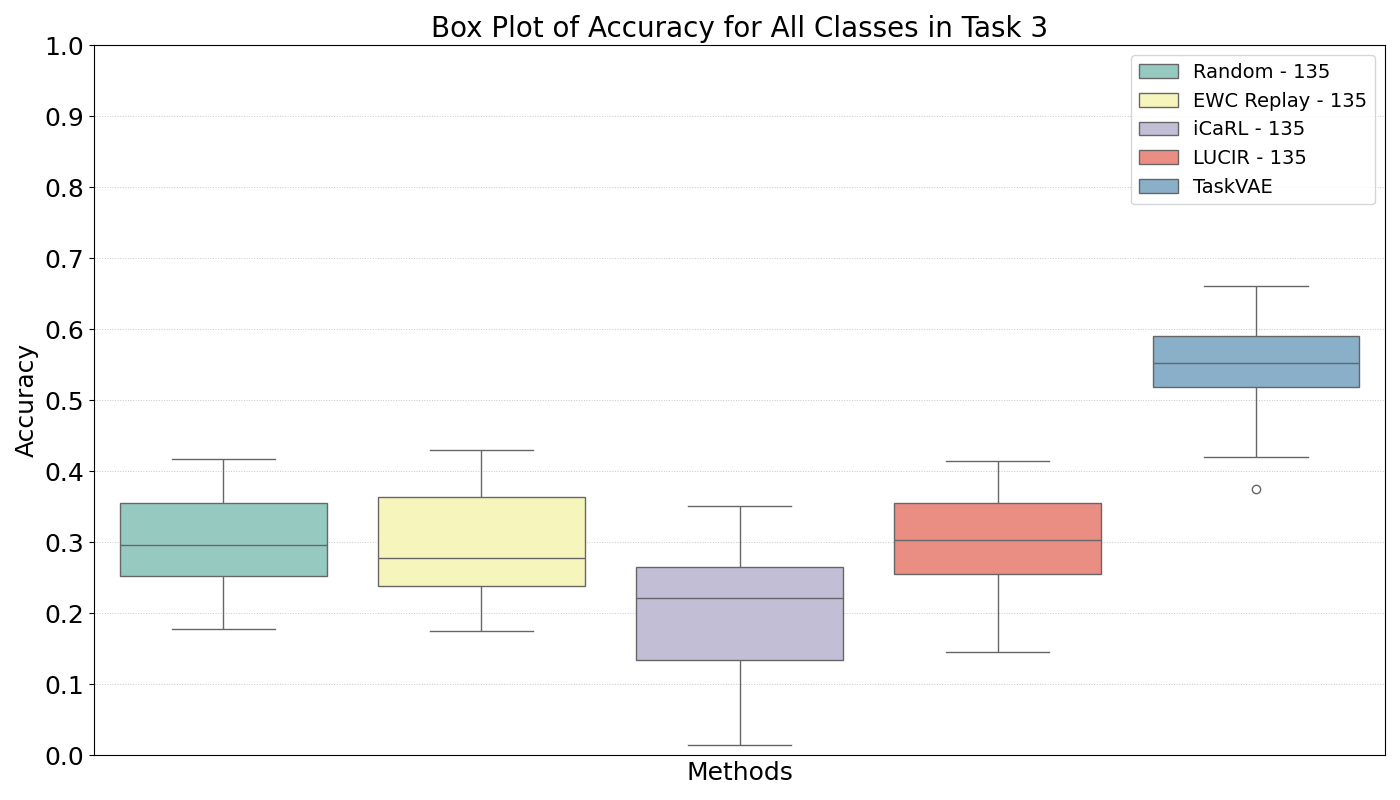 Box Plot of Accuracy for All Classes in Task 3
1.0
0.9
0.8
0.7
0.6
0.5
0.4
0.3
0.2
0.1
0.0
Accuracy
Methods
Random - 135
EWC Replay - 135
iCaRL - 135
LUCIR - 135
TaskVAE